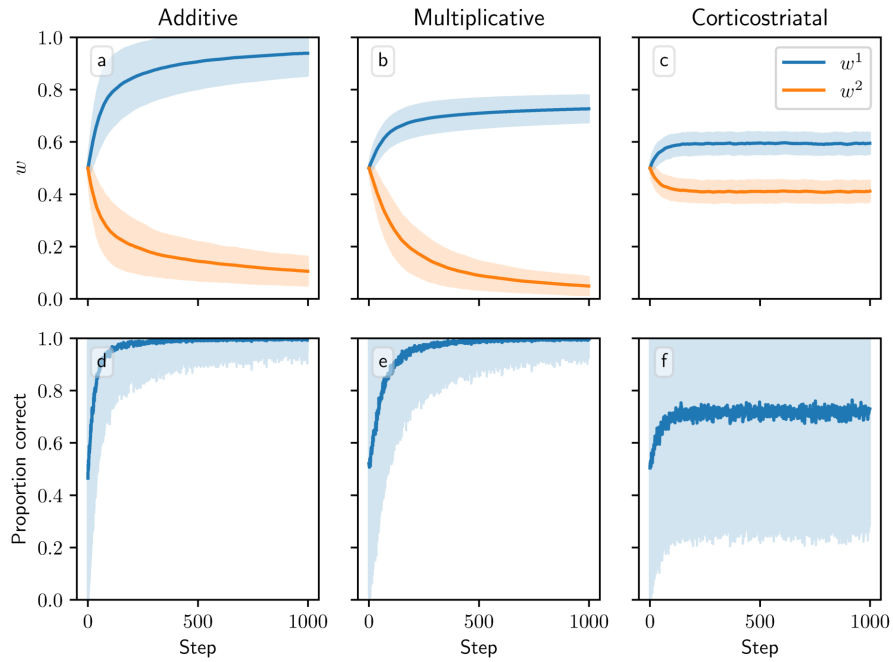 Additive Multiplicative Corticostriatal
1.0
a
b
c
w¹
w²
0.8
0.6
w
0.4
0.2
0.0
1.0
d
e
f
0.8
Proportion correct
0.6
0.4
0.2
0.0
0 500 1000 0 500 1000 0 500 1000
Step Step Step